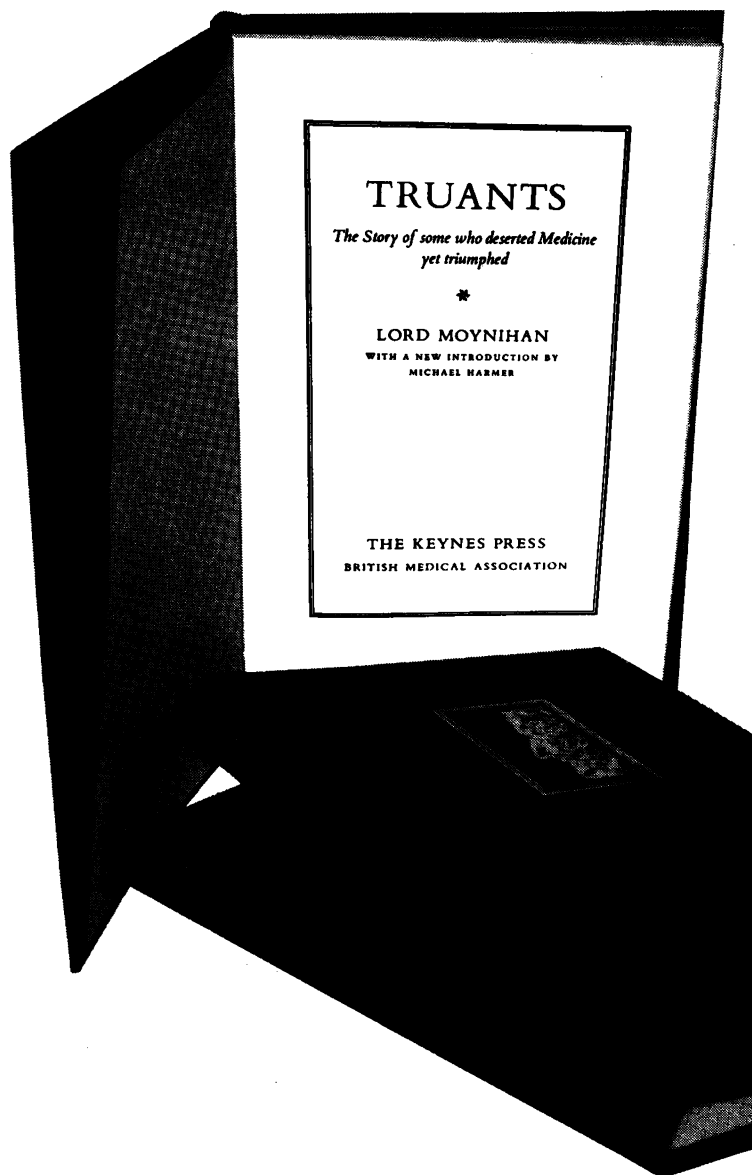 TRUANTS
The Story of some who deserted Medicine
yet triumphed
*
LORD MOYNIHAN
WITH A NEW INTRODUCTION BY
MICHAEL HARMER
THE KEYNES PRESS
BRITISH MEDICAL ASSOCIATION